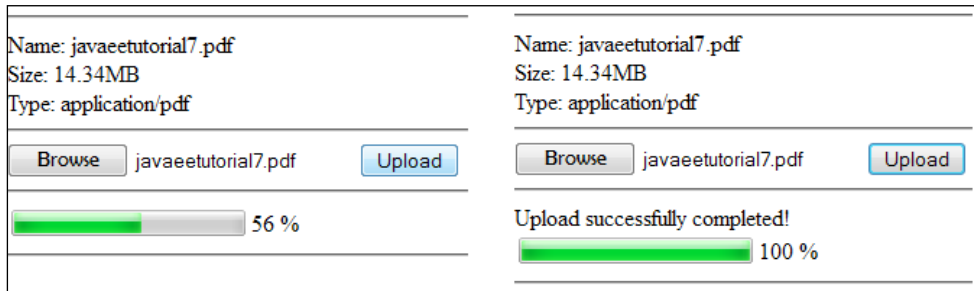 Name: javaeetutorial7.pdf
Size: 14.34MB
Type: application/pdf
Browse javaeetutorial7.pdf Upload
56 %
Name: javaeetutorial7.pdf
Size: 14.34MB
Type: application/pdf
Browse javaeetutorial7.pdf Upload
Upload successfully completed!
100 %